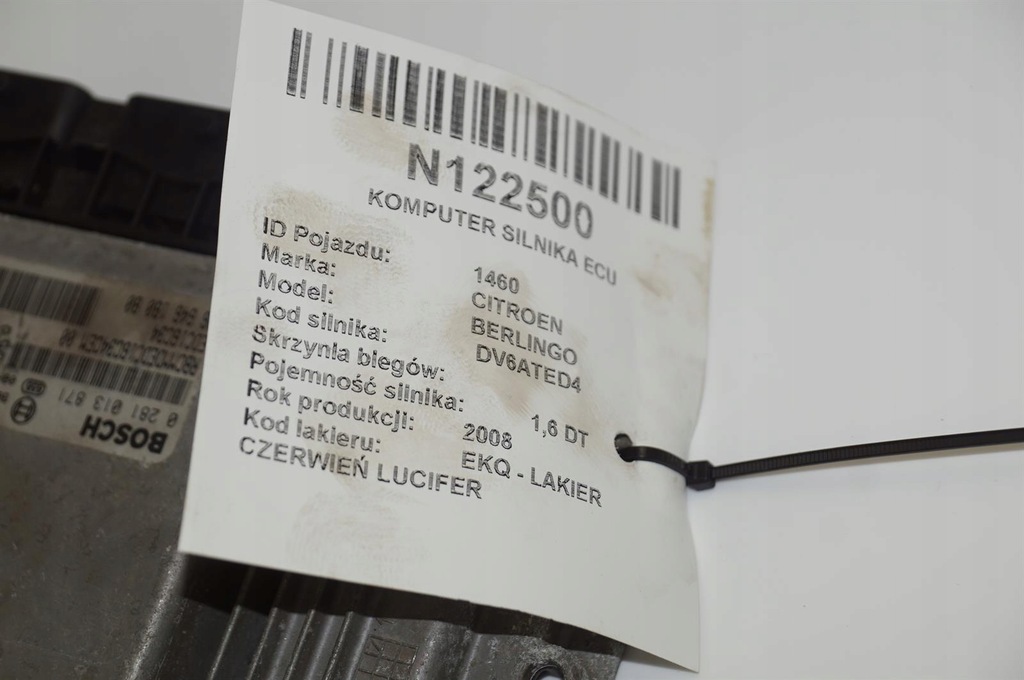 N122500
KOMPUTER SILNIKA ECU
ID Pojazdu: 1460
Marka: CITROEN
Model: BERLINGO
Kod silnika: DV6ATED4
Skrzynia biegów:
Pojemność silnika: 1,6 DT
Rok produkcji: 2008
Kod lakieru: EKQ - LAKIER
CZERWIEŃ LUCIFER
BOSCH
0 281 013 871